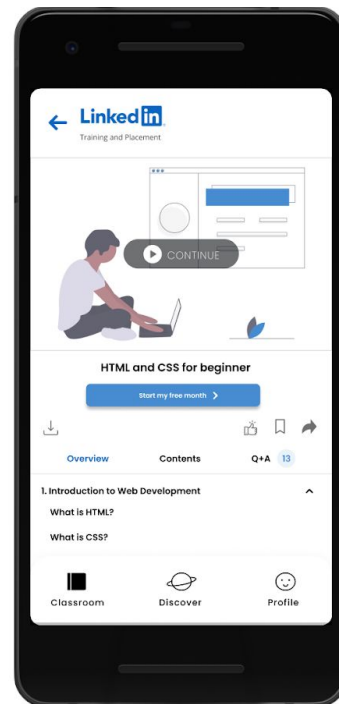 Linked in
Training and Placement
CONTINUE
HTML and CSS for beginner
Start my free month
Overview Contents Q+A 13
1. Introduction to Web Development
What is HTML?
What is CSS?
Classroom Discover Profile